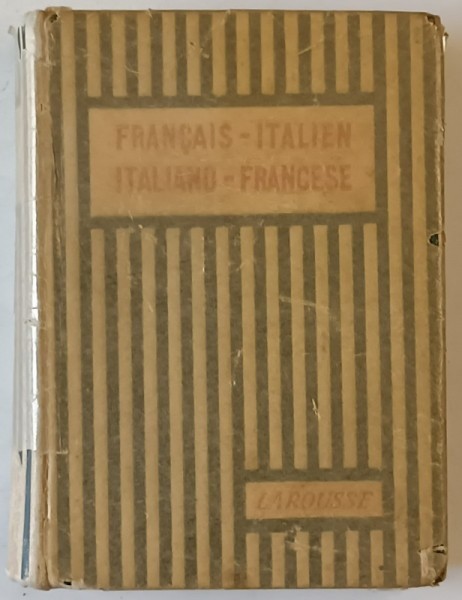 FRANÇAIS - ITALIEN
ITALIANO - FRANCESE
LAROUSSE